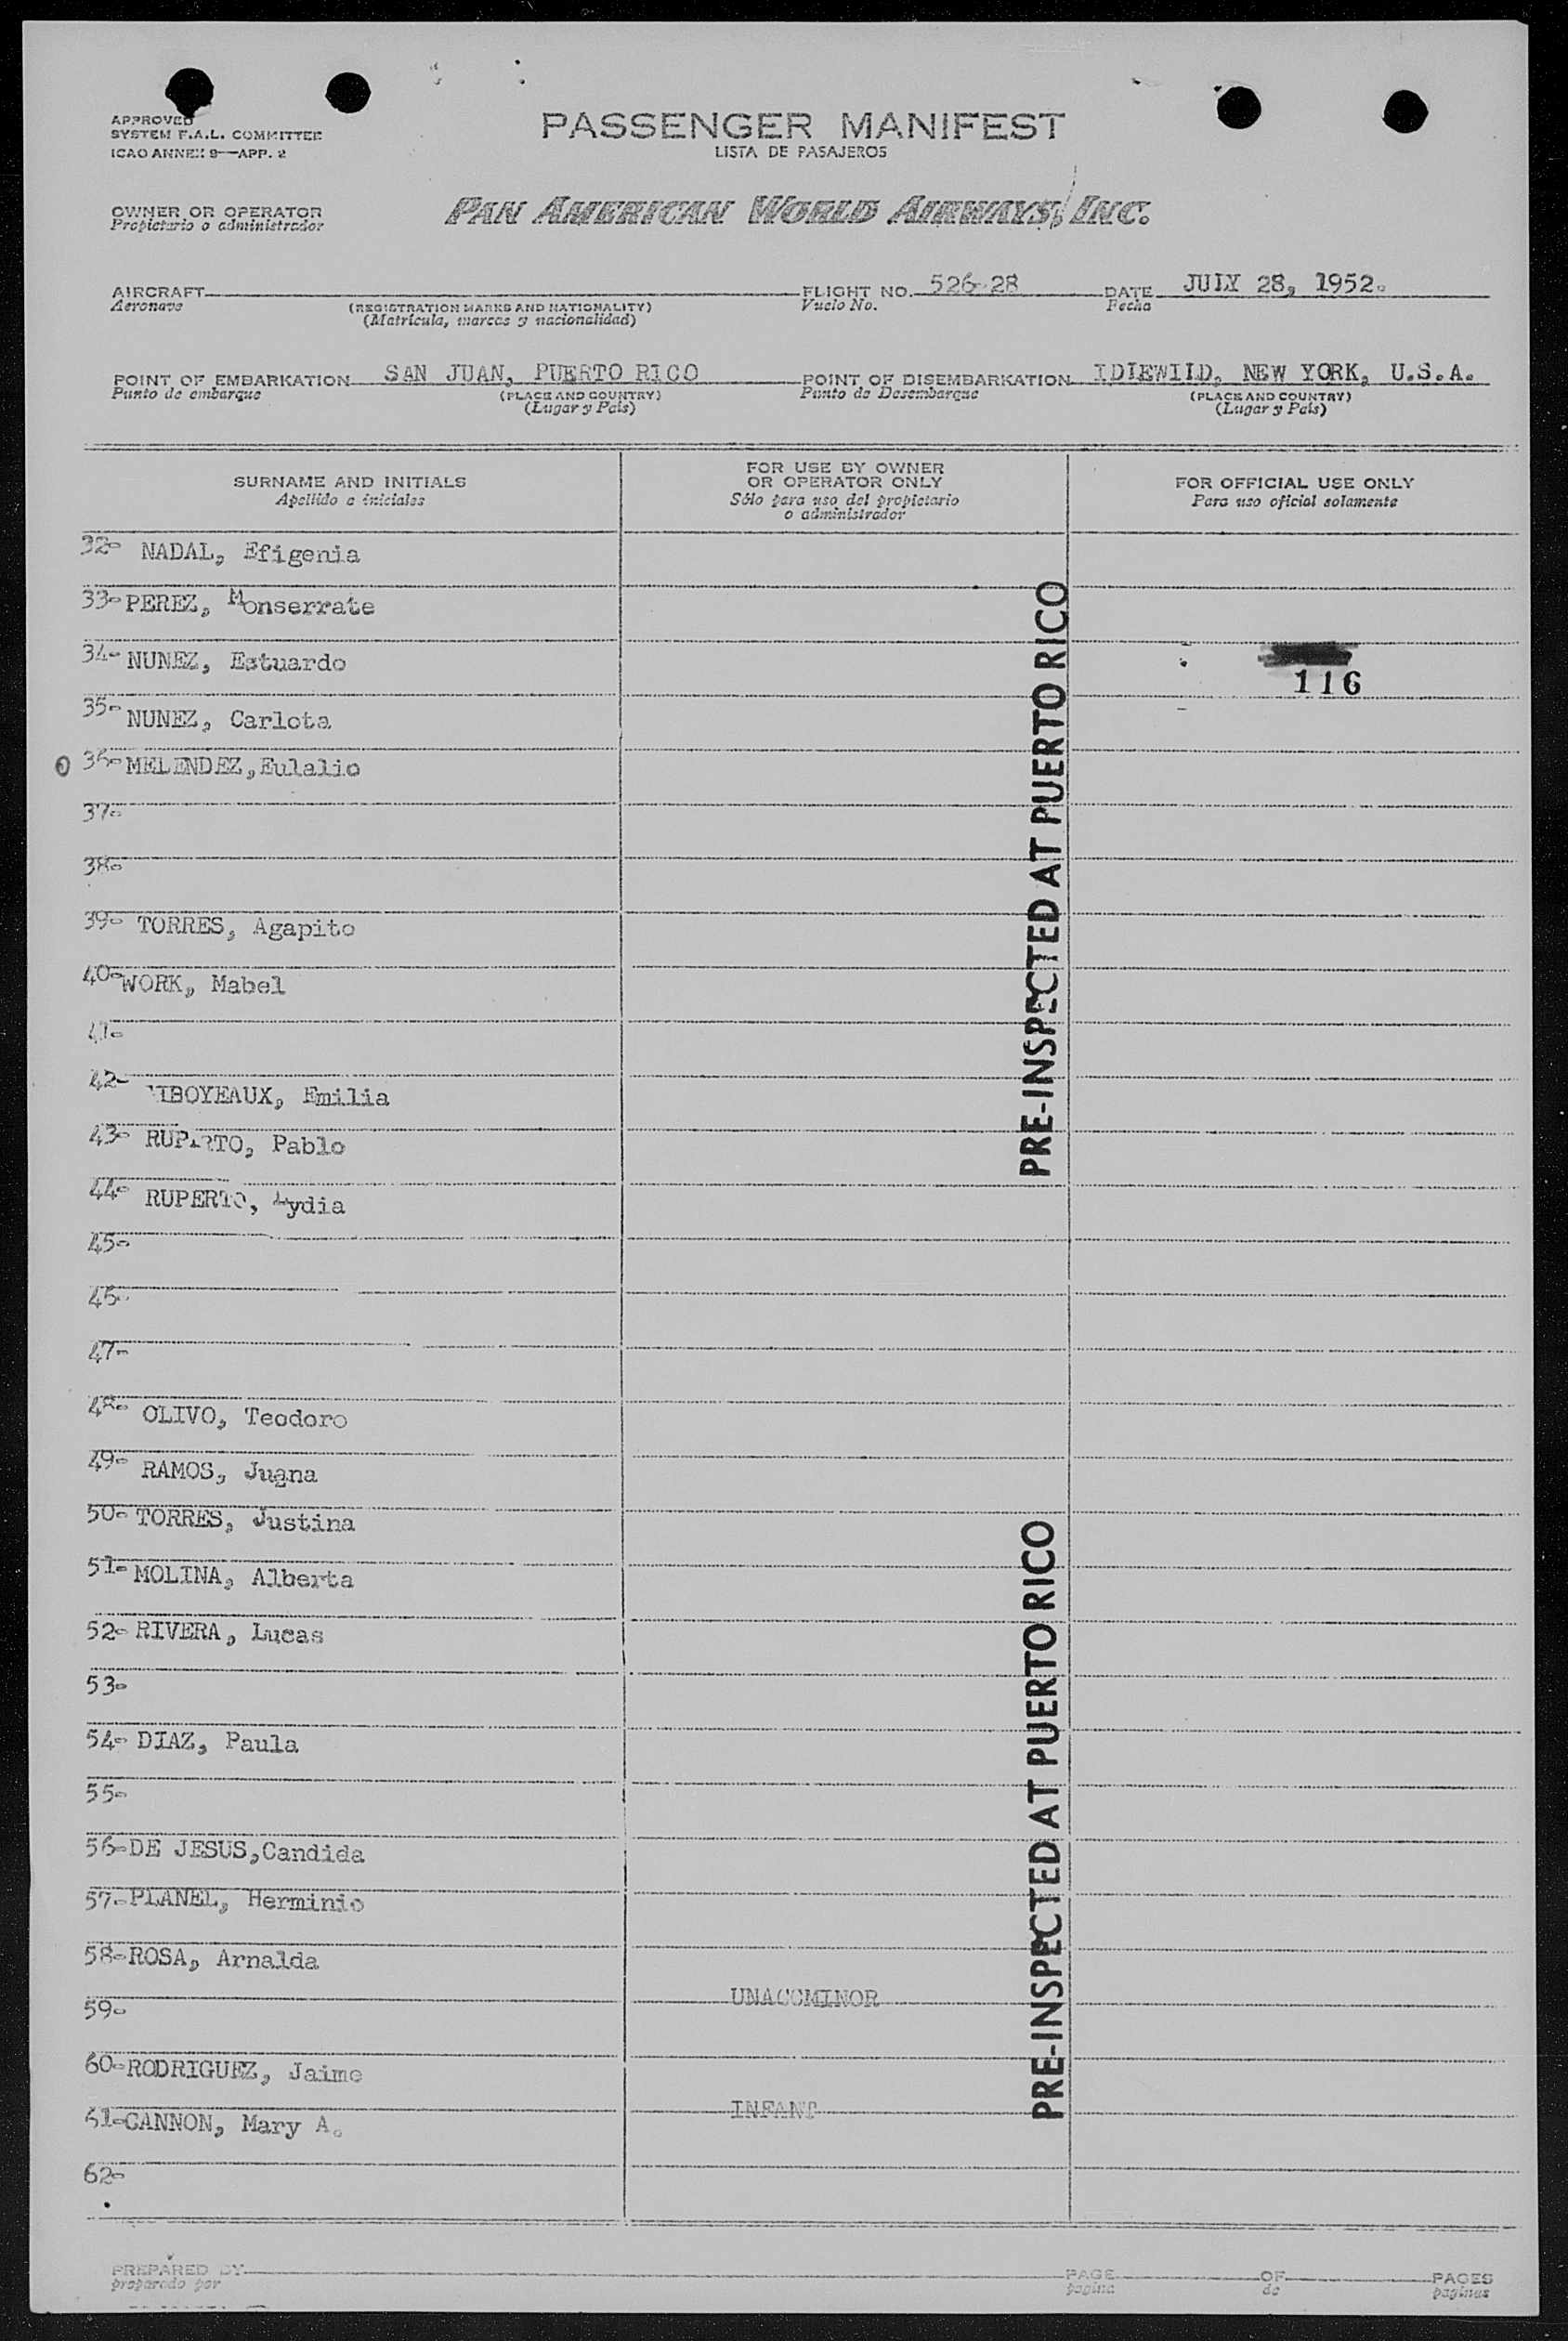 APPROVED
SYSTEM F.A.L. COMMITTEE
ICAO ANNEX 9—APP. 2
PASSENGER MANIFEST
LISTA DE PASAJEROS
OWNER OR OPERATOR
Propietario o administrador
PAN AMERICAN WORLD AIRWAYS, INC.
AIRCRAFT
Aeronave
(REGISTRATION MARKS AND NATIONALITY)
(Matrícula, marcas y nacionalidad)
FLIGHT NO. 526-28
Vuelo No.
DATE JULY 28, 1952.
Fecha
POINT OF EMBARKATION SAN JUAN, PUERTO RICO
Punto de embarque
(PLACE AND COUNTRY)
(Lugar y País)
POINT OF DISEMBARKATION IDLEWILD, NEW YORK, U.S.A.
Punto de Desembarque
(PLACE AND COUNTRY)
(Lugar y País)
SURNAME AND INITIALS
Apellido e iniciales
FOR USE BY OWNER
OR OPERATOR ONLY
Sólo para uso del propietario
o administrador
FOR OFFICIAL USE ONLY
Para uso oficial solamente
32- NADAL, Efigenia
33- PEREZ, Monserrate
34- NUNEZ, Estuardo
116
35- NUNEZ, Carlota
36- MELENDEZ, Eulalio
37-
38-
39- TORRES, Agapito
40- WORK, Mabel
41-
42- IBOYEAUX, Emilia
43- RUPERTO, Pablo
44- RUPERTO, Lydia
45-
46-
47-
48- OLIVO, Teodoro
49- RAMOS, Juana
50- TORRES, Justina
51- MOLINA, Alberta
52- RIVERA, Lucas
53-
54- DIAZ, Paula
55-
56- DE JESUS, Candida
57- PLANEL, Herminio
58- ROSA, Arnalda
UNACCMINOR
59-
60- RODRIGUEZ, Jaime
INFANT
61- CANNON, Mary A.
62-
PRE-INSPECTED AT PUERTO RICO
PRE-INSPECTED AT PUERTO RICO
PREPARED BY
preparado por
PAGE OF PAGES
página de páginas